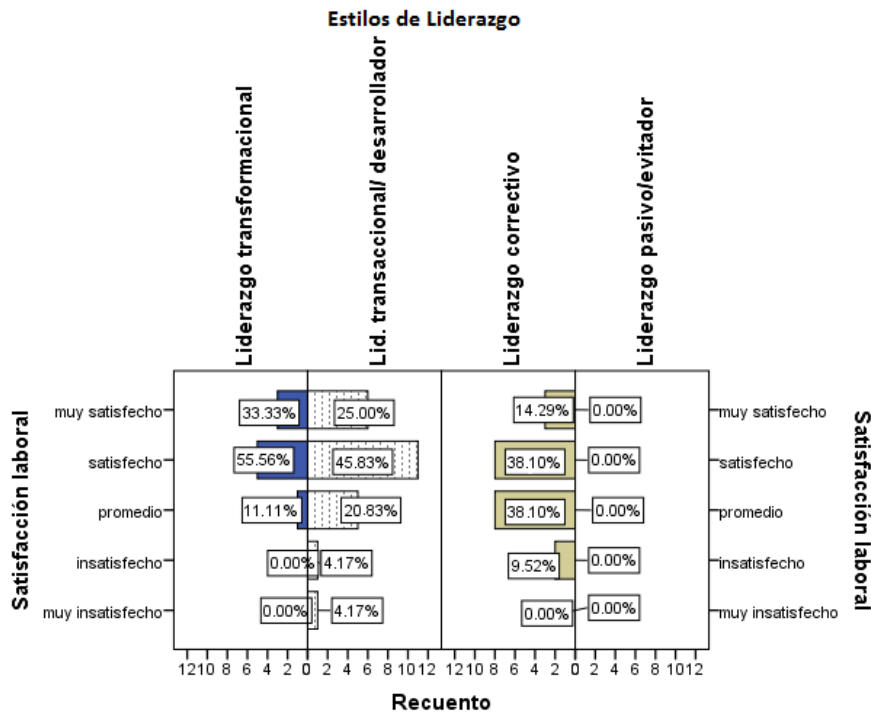 Estilos de Liderazgo
Liderazgo transformacional
Lid. transaccional/ desarrollador
Liderazgo correctivo
Liderazgo pasivo/evitador
Satisfacción laboral
muy satisfecho 33.33% 25.00% 14.29% 0.00% muy satisfecho
satisfecho 55.56% 45.83% 38.10% 0.00% satisfecho
promedio 11.11% 20.83% 38.10% 0.00% promedio
insatisfecho 0.00% 4.17% 9.52% 0.00% insatisfecho
muy insatisfecho 0.00% 4.17% 0.00% 0.00% muy insatisfecho
Satisfacción laboral
12 10 8 6 4 2 0 2 4 6 8 10 12 12 10 8 6 4 2 0 2 4 6 8 10 12
Recuento